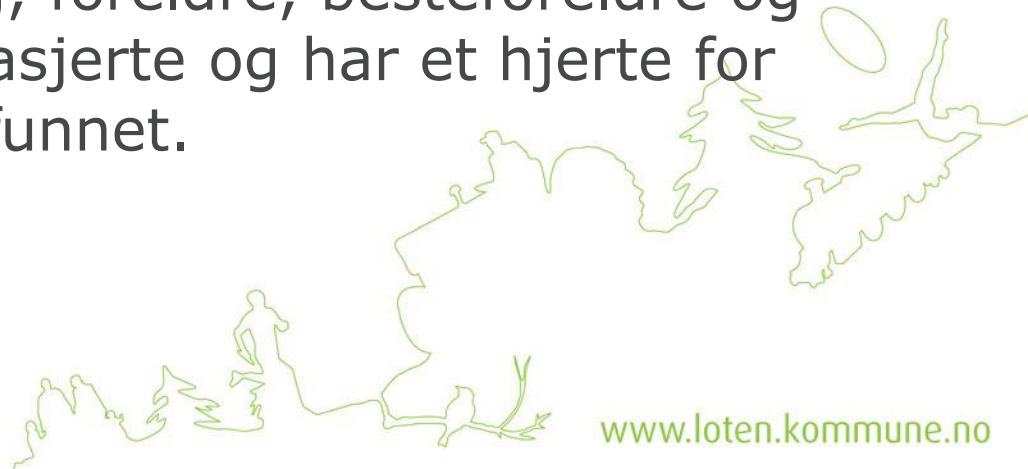 , foreldre, besteforeldre og
asjerte og har et hjerte for
funnet.
www.loten.kommune.no